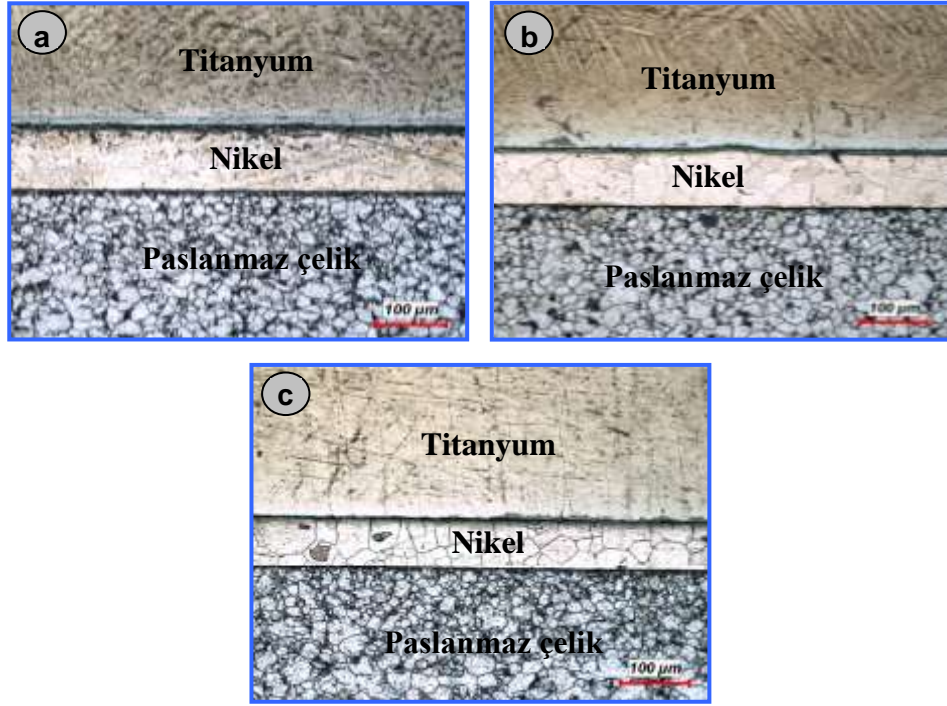 a
Titanyum
Nikel
Paslanmaz çelik
100 µm
b
Titanyum
Nikel
Paslanmaz çelik
100 µm
c
Titanyum
Nikel
Paslanmaz çelik
100 µm